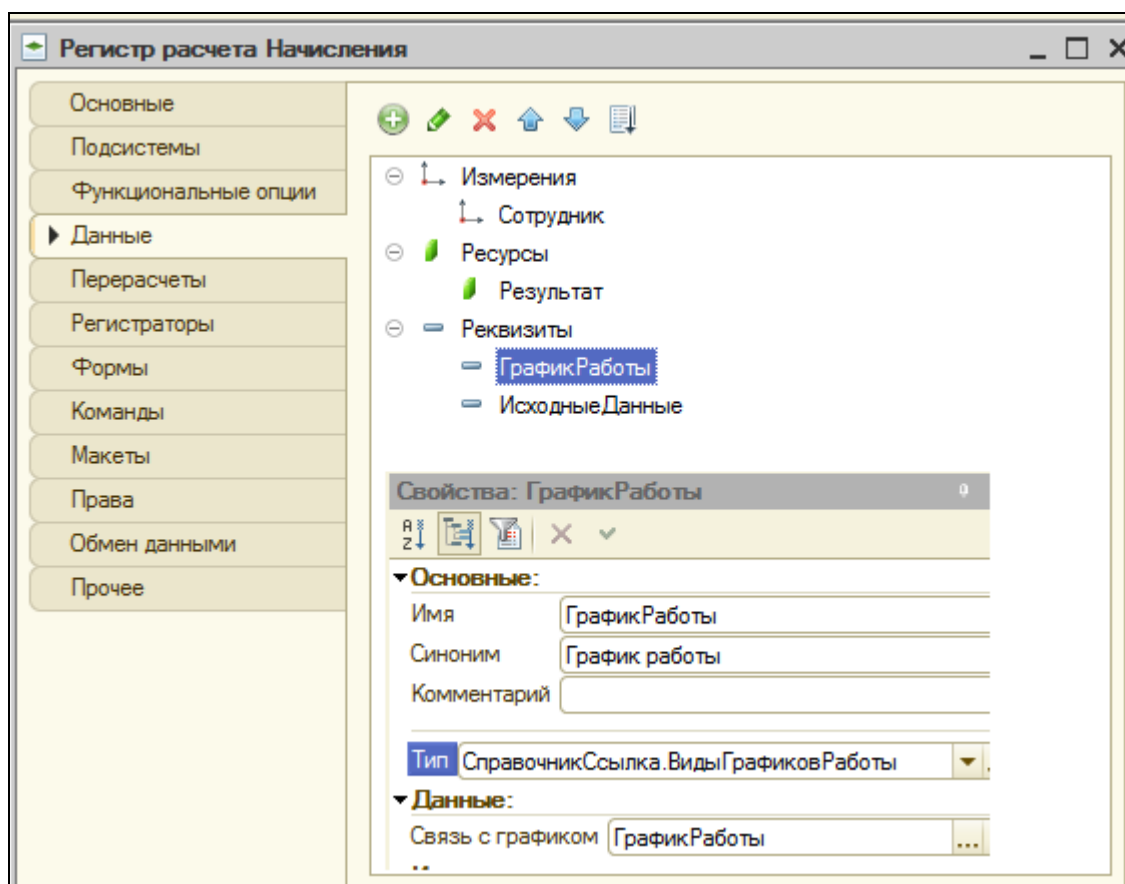 Регистр расчета Начисления
Основные
Подсистемы
Функциональные опции
Данные
Перерасчеты
Регистраторы
Формы
Команды
Макеты
Права
Обмен данными
Прочее
Измерения
Сотрудник
Ресурсы
Результат
Реквизиты
ГрафикРаботы
ИсходныеДанные
Свойства: ГрафикРаботы
Основные:
Имя ГрафикРаботы
Синоним График работы
Комментарий
Тип СправочникСсылка.ВидыГрафиковРаботы
Данные:
Связь с графиком ГрафикРаботы ...